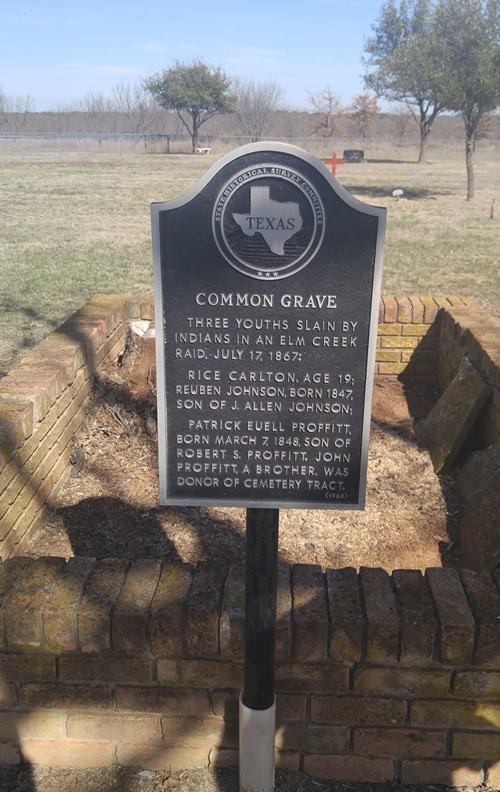 STATE HISTORICAL SURVEY COMMITTEE
TEXAS
COMMON GRAVE
THREE YOUTHS SLAIN BY
INDIANS IN AN ELM CREEK
RAID, JULY 17, 1867:
RICE CARLTON, AGE 19;
REUBEN JOHNSON, BORN 1847,
SON OF J. ALLEN JOHNSON;
PATRICK EUELL PROFFITT,
BORN MARCH 7, 1848, SON OF
ROBERT S. PROFFITT. JOHN
PROFFITT, A BROTHER, WAS
DONOR OF CEMETERY TRACT.
(1966)